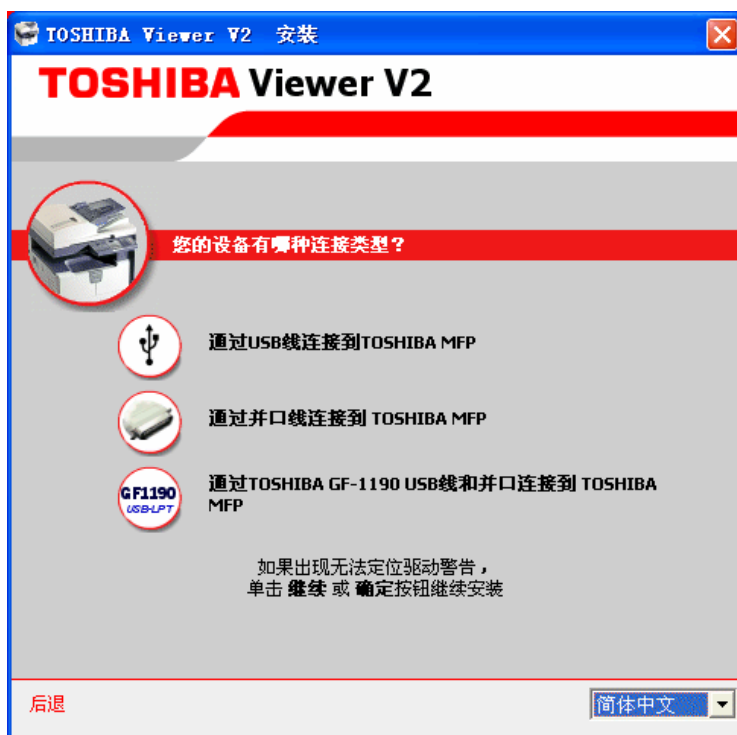 TOSHIBA Viewer V2 安装
TOSHIBA Viewer V2
您的设备有哪种连接类型？
通过USB线连接到TOSHIBA MFP
通过并口线连接到 TOSHIBA MFP
GF1190
USB-LPT
通过TOSHIBA GF-1190 USB线和并口连接到 TOSHIBA
MFP
如果出现无法定位驱动警告，
单击 继续 或 确定按钮继续安装
后退
简体中文